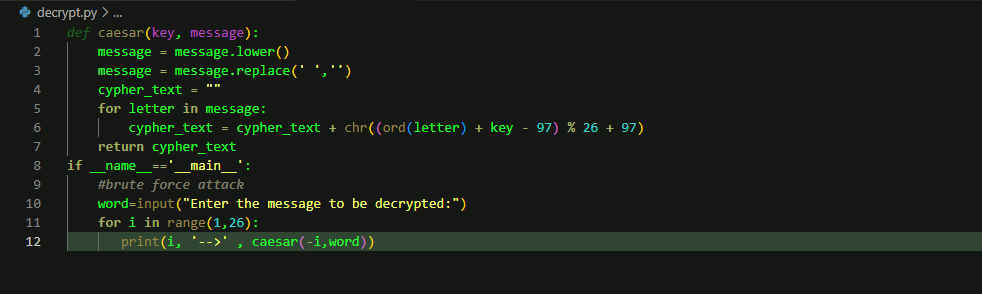 decrypt.py > ...
1 def caesar(key, message):
2     message = message.lower()
3     message = message.replace(' ','')
4     cypher_text = ""
5     for letter in message:
6         cypher_text = cypher_text + chr((ord(letter) + key - 97) % 26 + 97)
7     return cypher_text
8 if __name__=='__main__':
9     #brute force attack
10     word=input("Enter the message to be decrypted:")
11     for i in range(1,26):
12        print(i, '-->' , caesar(-i,word))